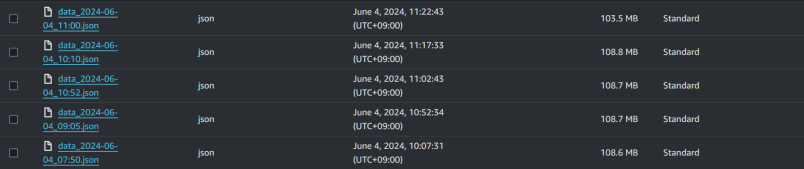 data_2024-06-
04_11:00.json
json
June 4, 2024, 11:22:43
(UTC+09:00)
103.5 MB
Standard
data_2024-06-
04_10:10.json
json
June 4, 2024, 11:17:33
(UTC+09:00)
108.8 MB
Standard
data_2024-06-
04_10:52.json
json
June 4, 2024, 11:02:43
(UTC+09:00)
108.7 MB
Standard
data_2024-06-
04_09:05.json
json
June 4, 2024, 10:52:34
(UTC+09:00)
108.7 MB
Standard
data_2024-06-
04_07:50.json
json
June 4, 2024, 10:07:31
(UTC+09:00)
108.6 MB
Standard